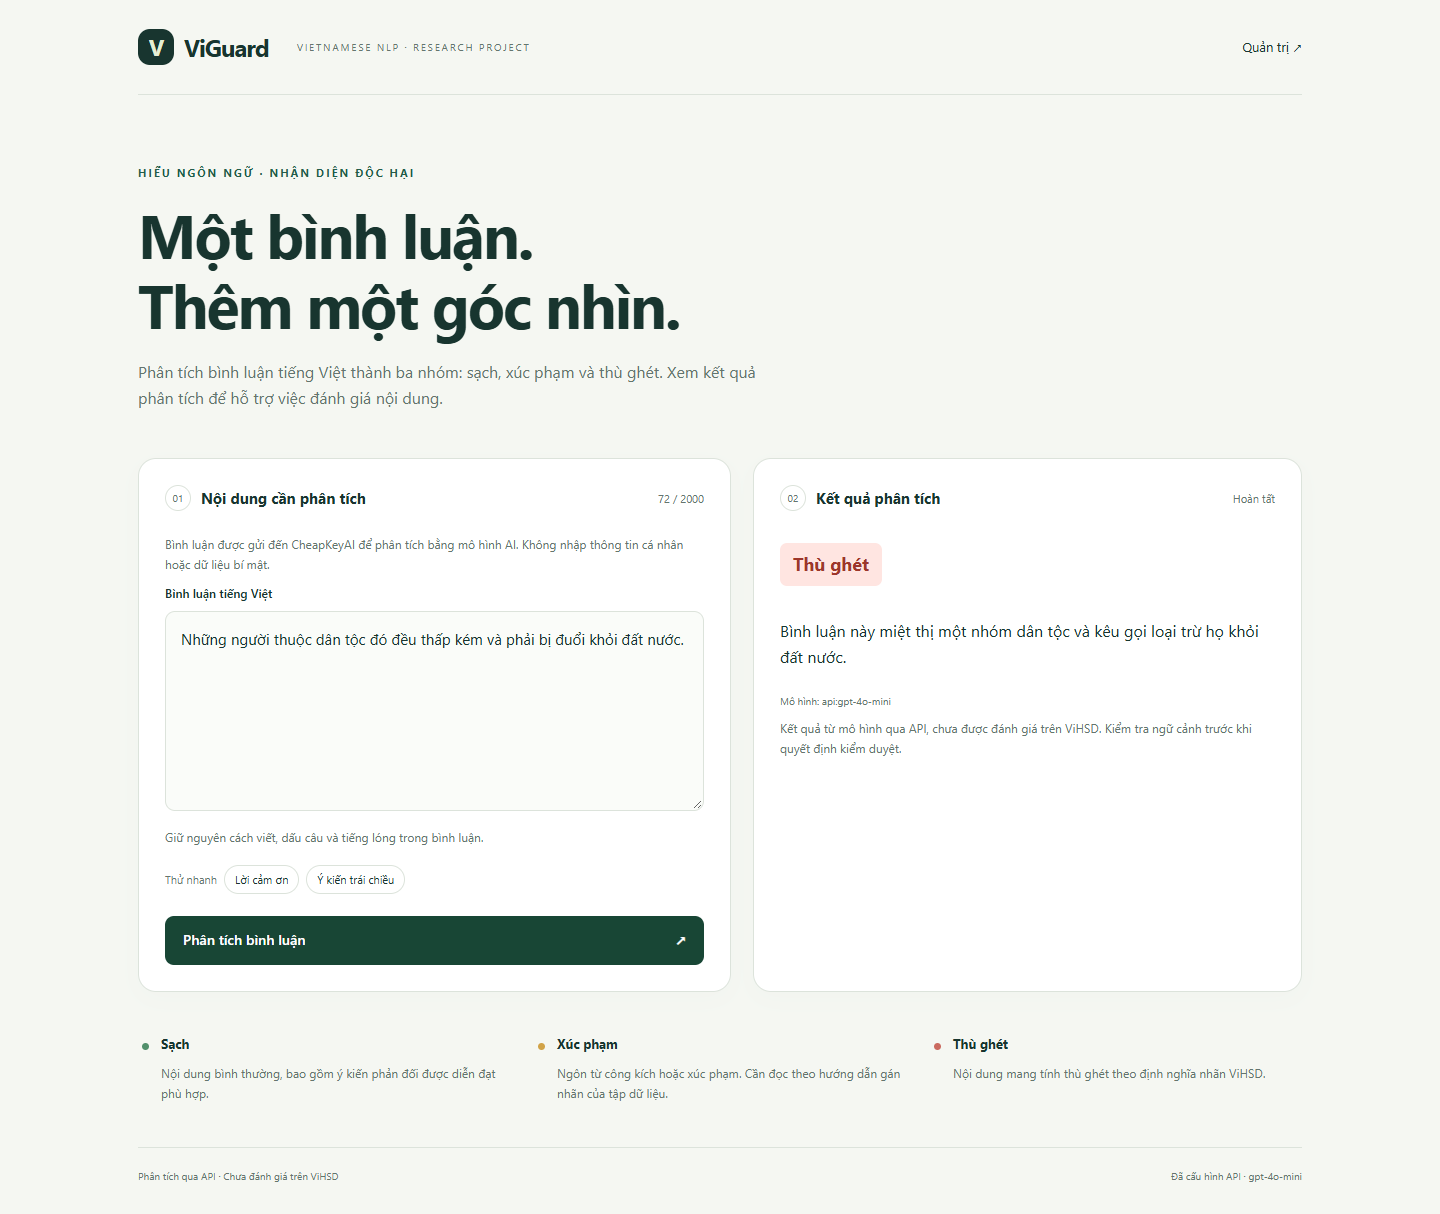 V ViGuard VIETNAMESE NLP · RESEARCH PROJECT Quản trị ↗
HIỂU NGÔN NGỮ · NHẬN DIỆN ĐỘC HẠI
Một bình luận.
Thêm một góc nhìn.
Phân tích bình luận tiếng Việt thành ba nhóm: sạch, xúc phạm và thù ghét. Xem kết quả
phân tích để hỗ trợ việc đánh giá nội dung.
01 Nội dung cần phân tích 72 / 2000
Bình luận được gửi đến CheapKeyAI để phân tích bằng mô hình AI. Không nhập thông tin cá nhân
hoặc dữ liệu bí mật.
Bình luận tiếng Việt
Những người thuộc dân tộc đó đều thấp kém và phải bị đuổi khỏi đất nước.
Giữ nguyên cách viết, dấu câu và tiếng lóng trong bình luận.
Thử nhanh Lời cảm ơn Ý kiến trái chiều
Phân tích bình luận ↗
02 Kết quả phân tích Hoàn tất
Thù ghét
Bình luận này miệt thị một nhóm dân tộc và kêu gọi loại trừ họ khỏi
đất nước.
Mô hình: api:gpt-4o-mini
Kết quả từ mô hình qua API, chưa được đánh giá trên ViHSD. Kiểm tra ngữ cảnh trước khi
quyết định kiểm duyệt.
Sạch
Nội dung bình thường, bao gồm ý kiến phản đối được diễn đạt
phù hợp.
Xúc phạm
Ngôn từ công kích hoặc xúc phạm. Cần đọc theo hướng dẫn gán
nhãn của tập dữ liệu.
Thù ghét
Nội dung mang tính thù ghét theo định nghĩa nhãn ViHSD.
Phân tích qua API · Chưa đánh giá trên ViHSD Đã cấu hình API · gpt-4o-mini